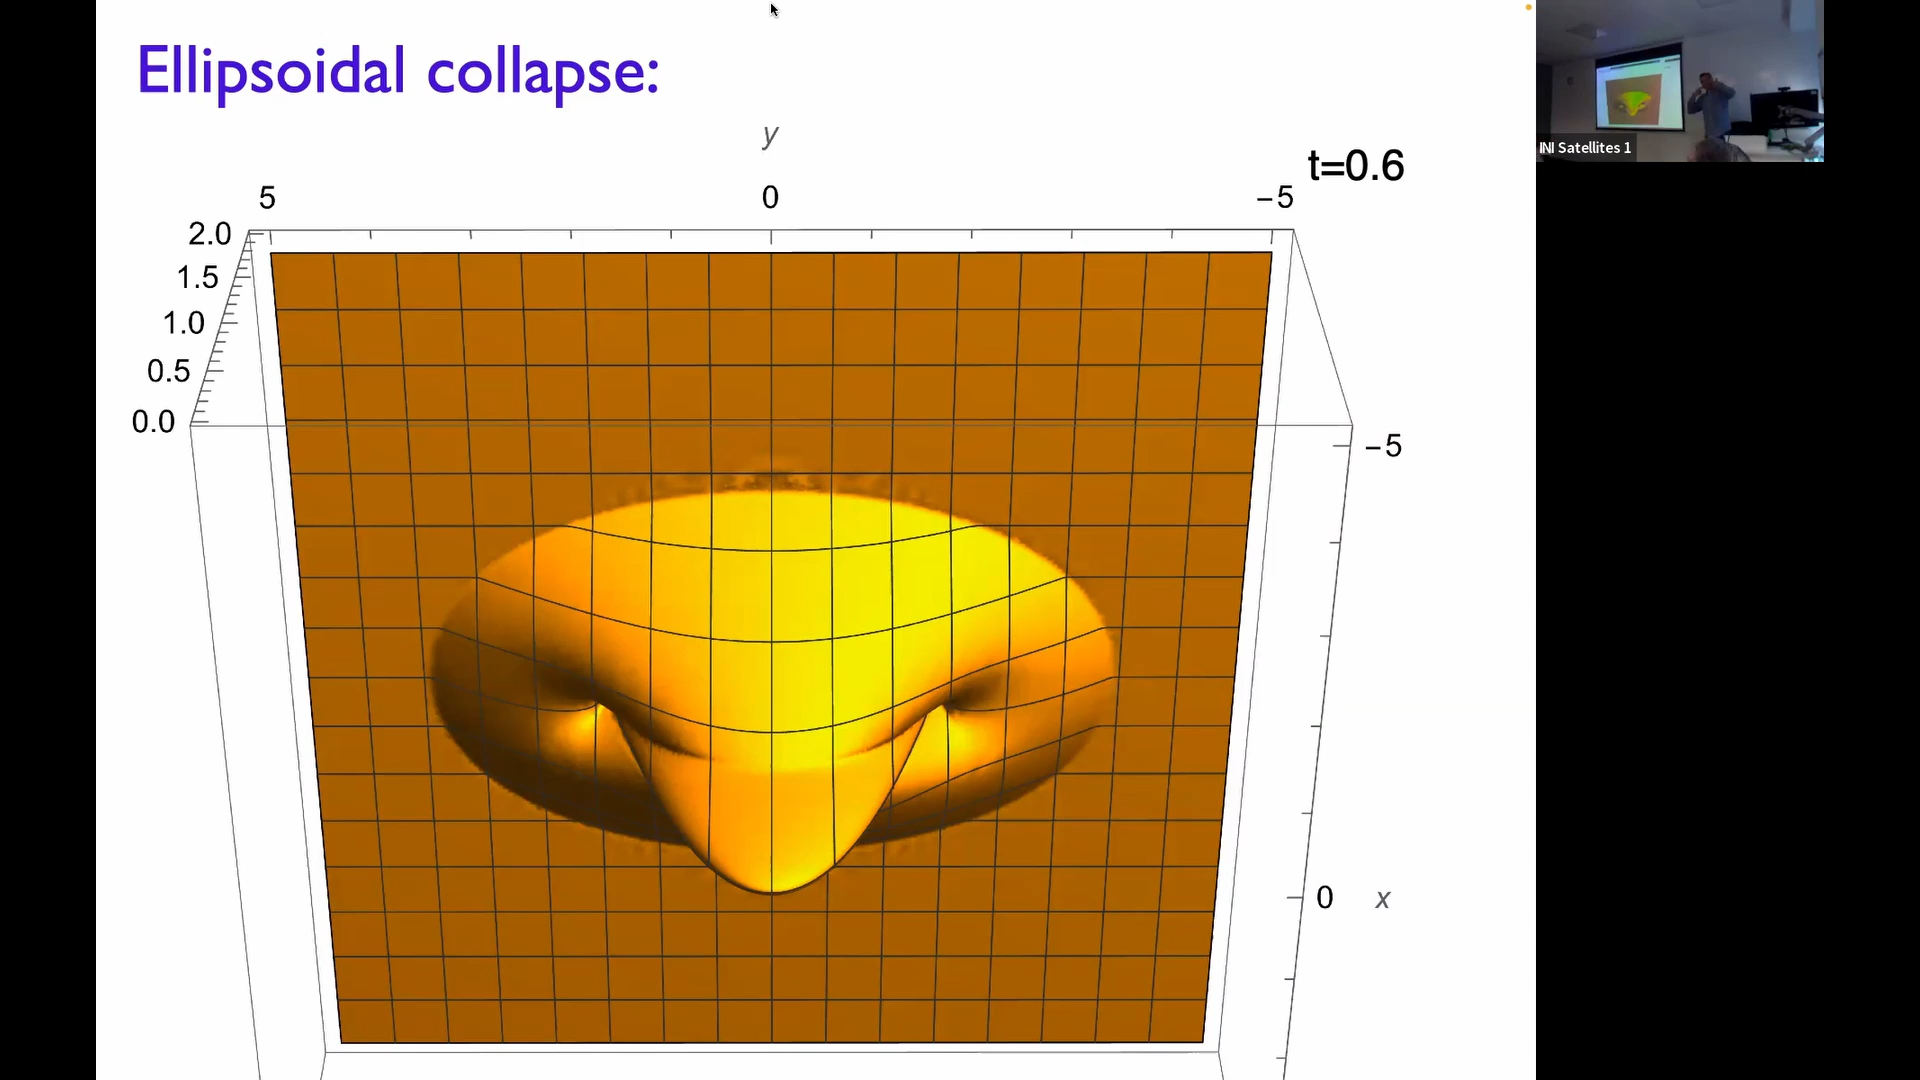 Ellipsoidal collapse:
y
t=0.6
5 0 −5
2.0
1.5
1.0
0.5
0.0
−5
0 x
INI Satellites 1